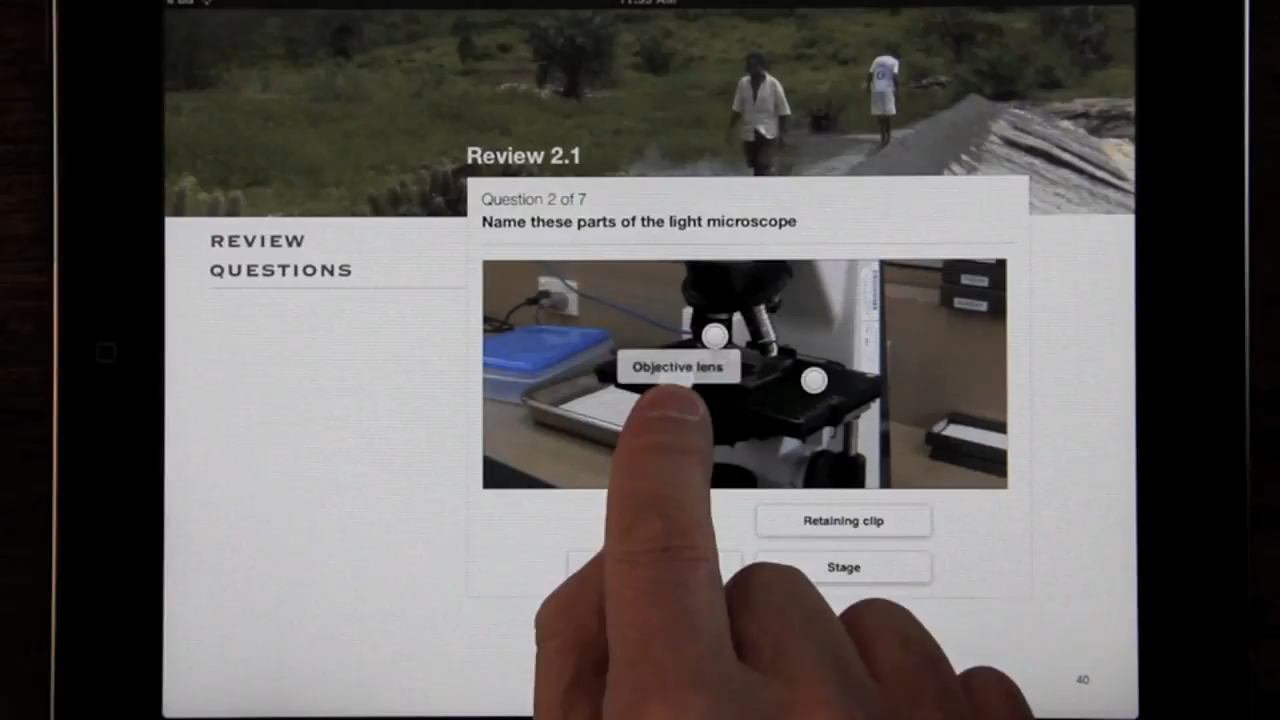 Review 2.1
Question 2 of 7
Name these parts of the light microscope
REVIEW
QUESTIONS
Objective lens
Retaining clip
Stage
40